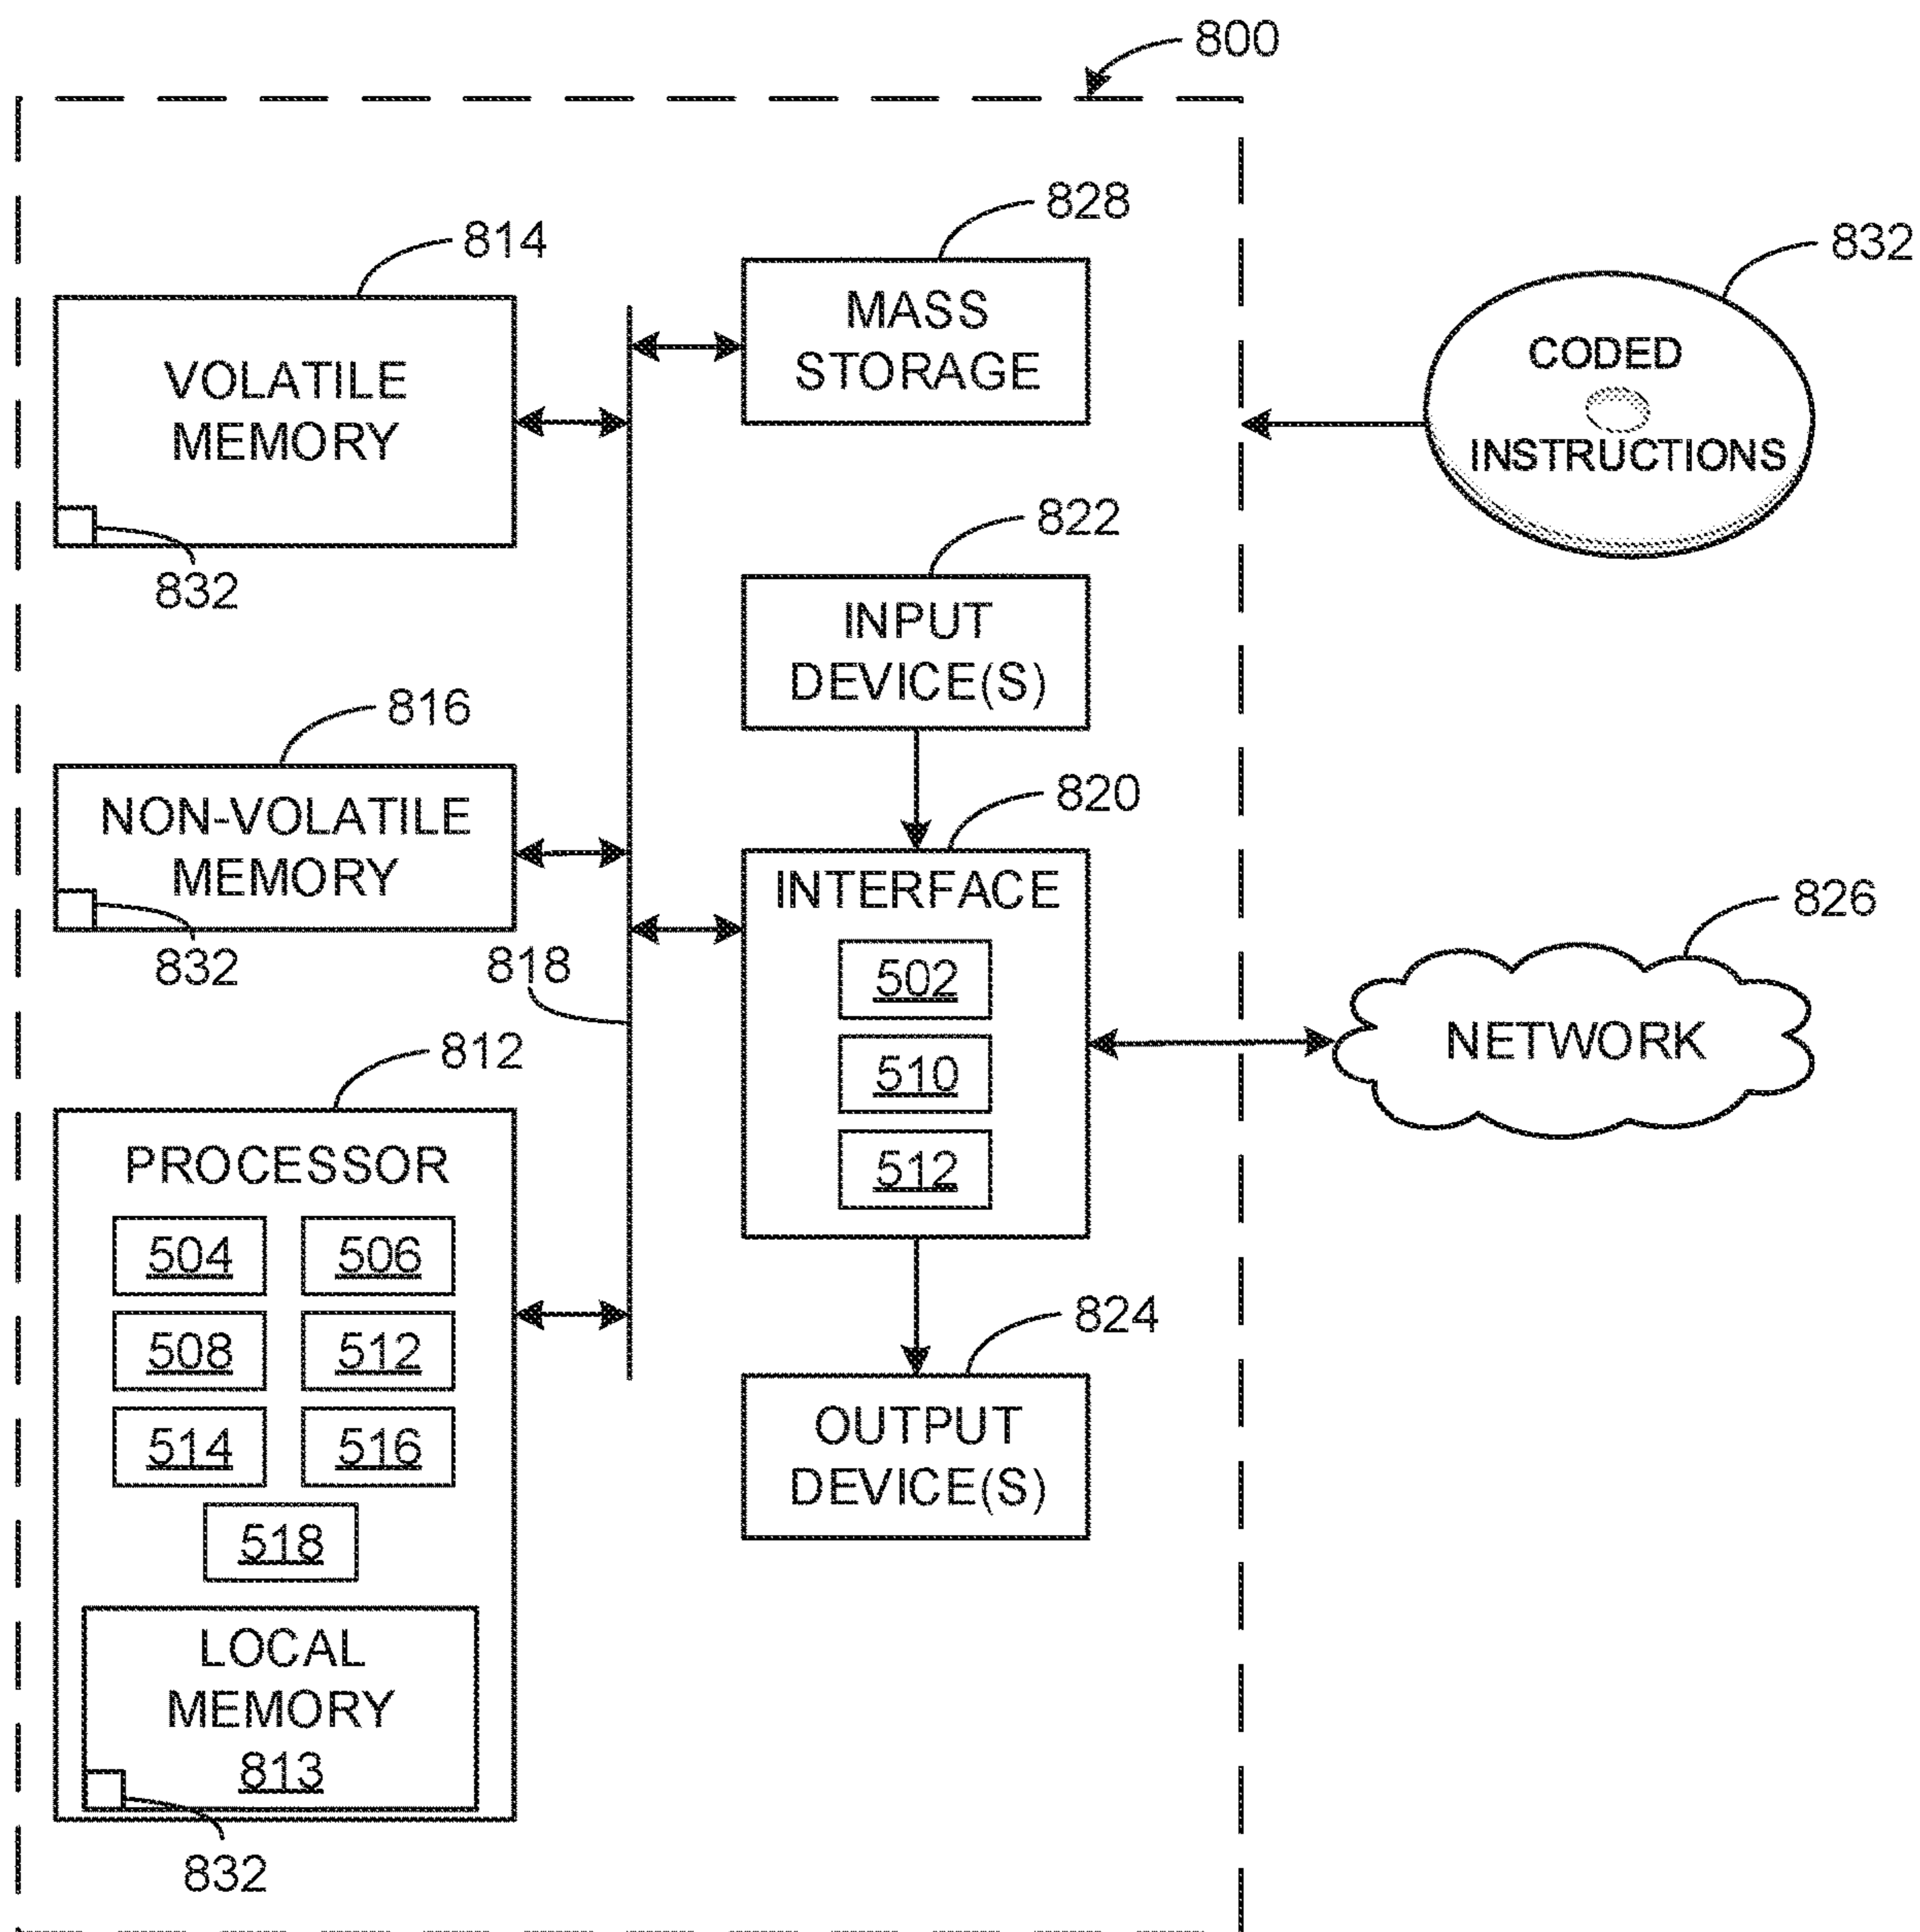 800
814
VOLATILE
MEMORY
832
828
MASS
STORAGE
832
CODED
INSTRUCTIONS
822
INPUT
DEVICE(S)
816
NON-VOLATILE
MEMORY
832
818
820
INTERFACE
502
510
512
826
NETWORK
812
PROCESSOR
504 506
508 512
514 516
518
LOCAL
MEMORY
813
832
824
OUTPUT
DEVICE(S)